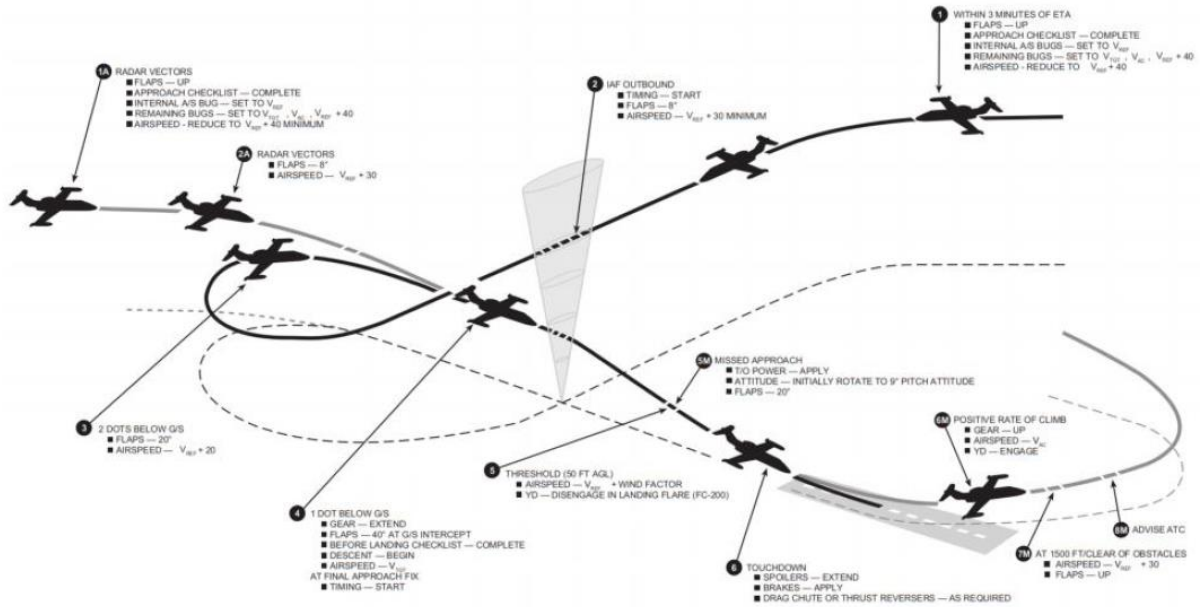 1 WITHIN 3 MINUTES OF ETA
■ FLAPS — UP
■ APPROACH CHECKLIST — COMPLETE
■ INTERNAL A/S BUGS — SET TO VREF
■ REMAINING BUGS — SET TO VTGT, VAC, VREF + 40
■ AIRSPEED - REDUCE TO VREF + 40
1A RADAR VECTORS
■ FLAPS — UP
■ APPROACH CHECKLIST — COMPLETE
■ INTERNAL A/S BUG — SET TO VREF
■ REMAINING BUGS — SET TO VTGT, VAC, VREF + 40
■ AIRSPEED - REDUCE TO VREF + 40 MINIMUM
2 IAF OUTBOUND
■ TIMING — START
■ FLAPS — 8°
■ AIRSPEED — VREF + 30 MINIMUM
2A RADAR VECTORS
■ FLAPS — 8°
■ AIRSPEED — VREF + 30
3 2 DOTS BELOW G/S
■ FLAPS — 20°
■ AIRSPEED — VREF + 20
4 1 DOT BELOW G/S
■ GEAR — EXTEND
■ FLAPS — 40° AT G/S INTERCEPT
■ BEFORE LANDING CHECKLIST — COMPLETE
■ DESCENT — BEGIN
■ AIRSPEED — VTGT
AT FINAL APPROACH FIX
■ TIMING — START
5 THRESHOLD (50 FT AGL)
■ AIRSPEED — VREF + WIND FACTOR
■ YD — DISENGAGE IN LANDING FLARE (FC-200)
5M MISSED APPROACH
■ T/O POWER — APPLY
■ ATTITUDE — INITIALLY ROTATE TO 9° PITCH ATTITUDE
■ FLAPS — 20°
6M POSITIVE RATE OF CLIMB
■ GEAR — UP
■ AIRSPEED — VAC
■ YD — ENGAGE
8M ADVISE ATC
7M AT 1500 FT/CLEAR OF OBSTACLES
■ AIRSPEED — VREF + 30
■ FLAPS — UP
6 TOUCHDOWN
■ SPOILERS — EXTEND
■ BRAKES — APPLY
■ DRAG CHUTE OR THRUST REVERSERS — AS REQUIRED